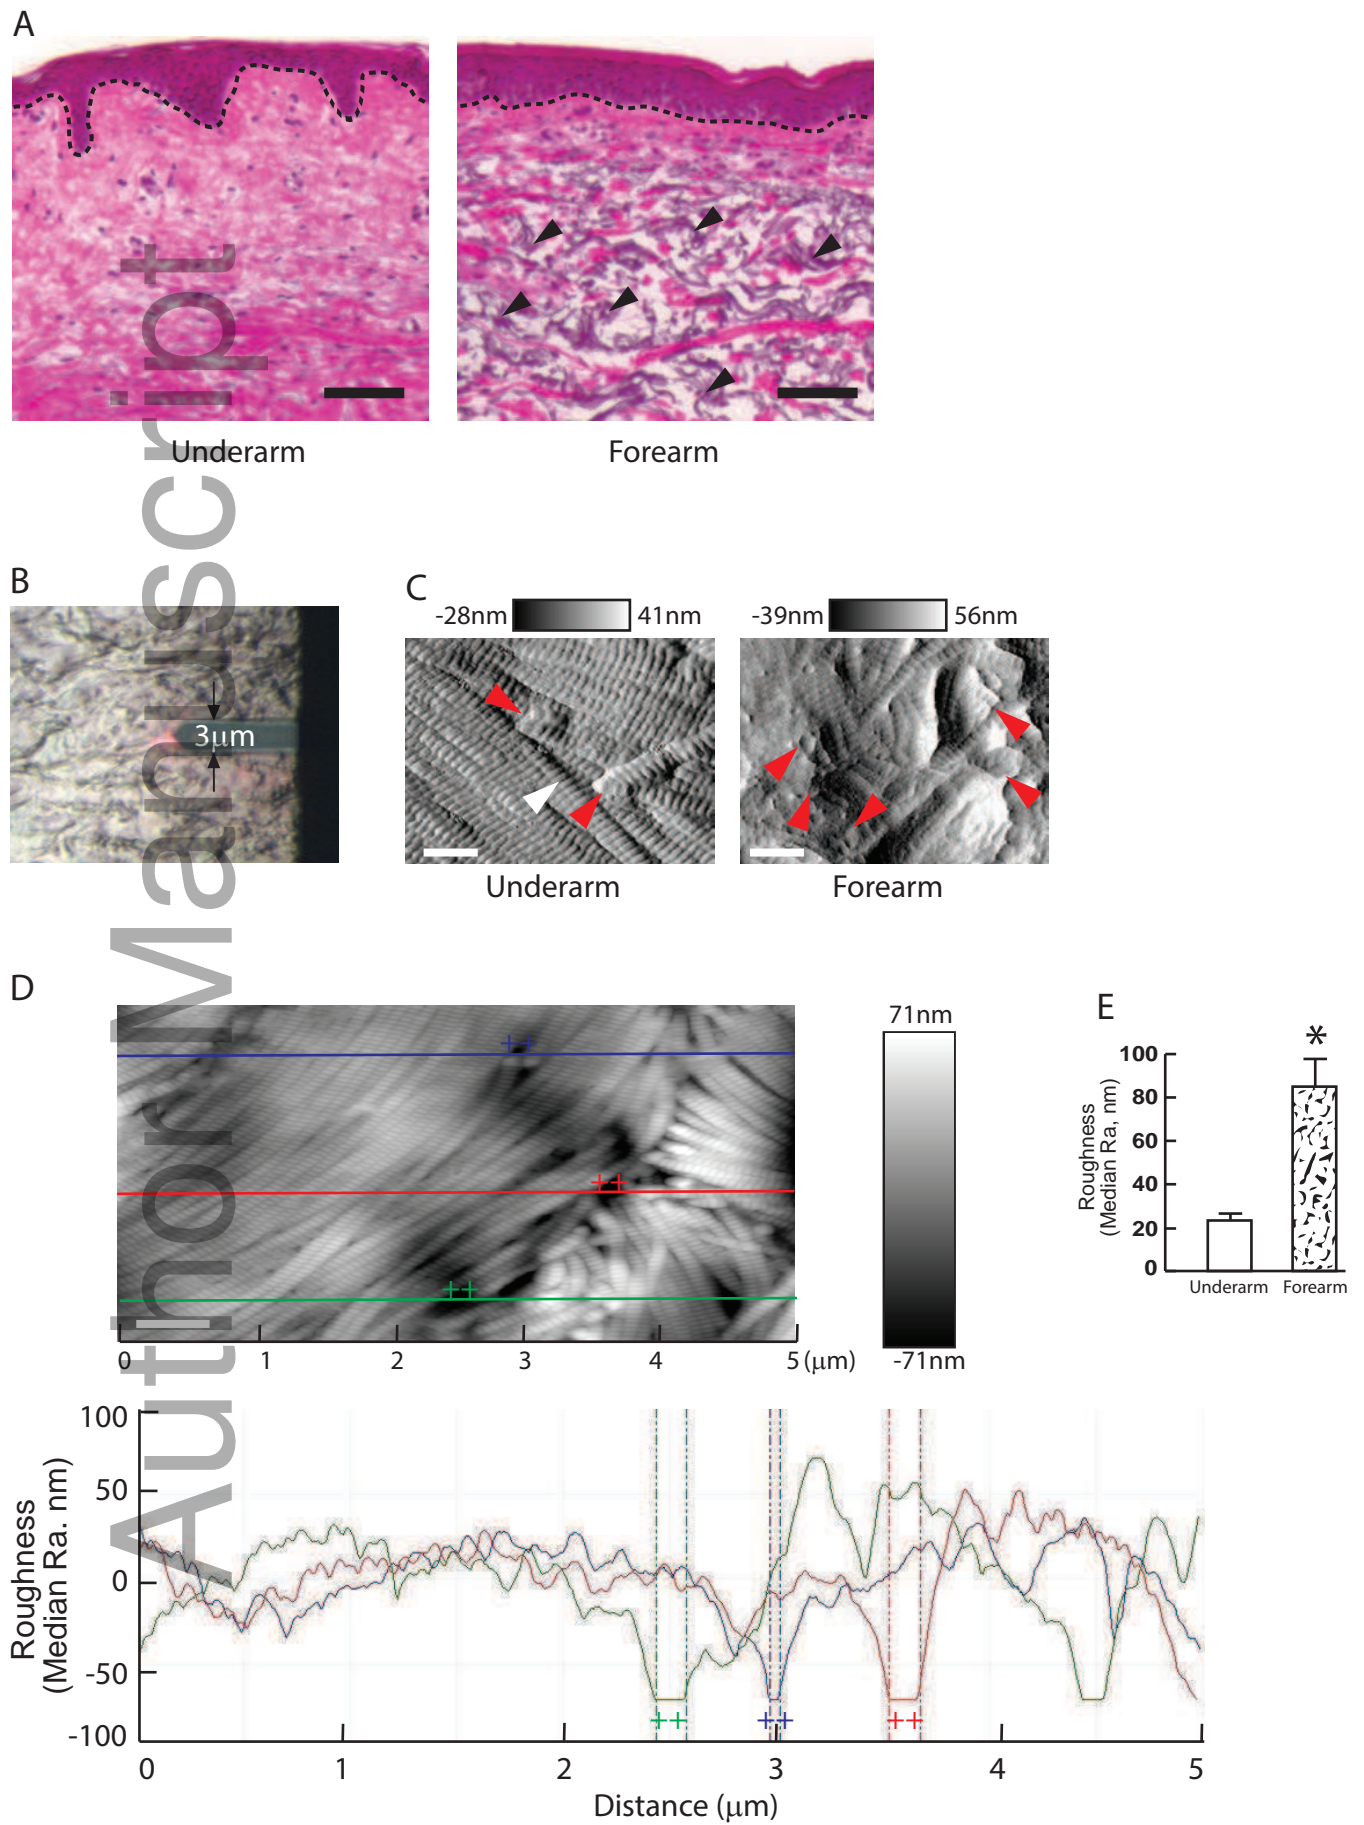 A
Underarm
Forearm
B
3μm
C
-28nm
41nm
-39nm
56nm
Underarm
Forearm
D
0
1
2
3
4
5 (μm)
71nm
-71nm
E
Roughness
(Median Ra, nm)
100
80
60
40
20
0
*
Underarm
Forearm
Roughness
(Median Ra. nm)
100
50
0
-50
-100
0
1
2
3
4
5
Distance (μm)
Author Manuscript